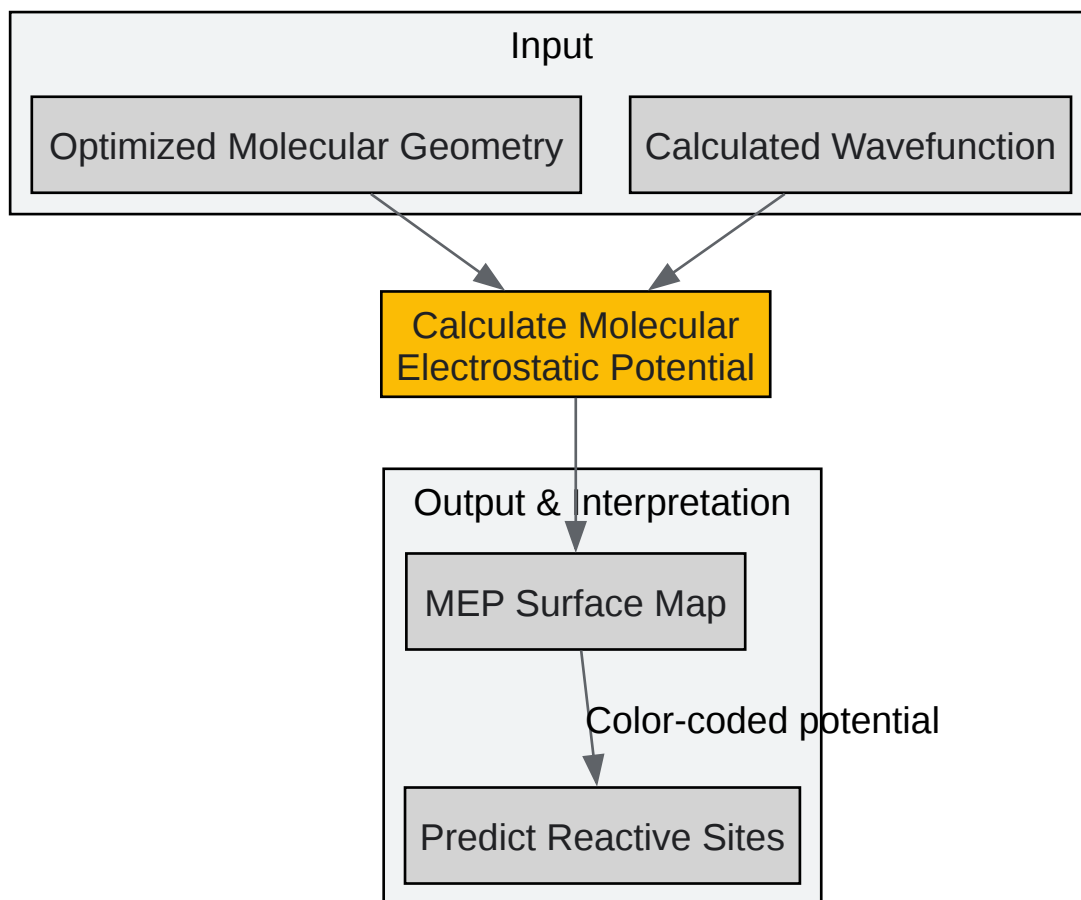 Input
Optimized Molecular Geometry
Calculated Wavefunction
Calculate Molecular
Electrostatic Potential
Output & Interpretation
MEP Surface Map
Color-coded potential
Predict Reactive Sites